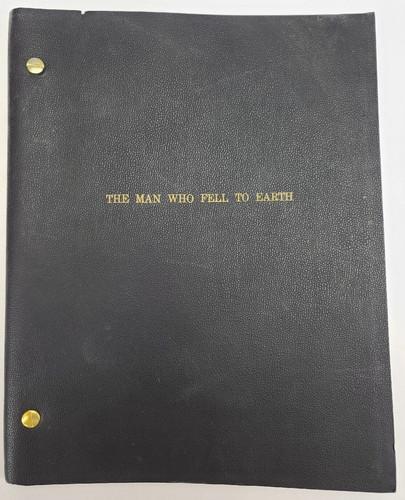 THE MAN WHO FELL TO EARTH